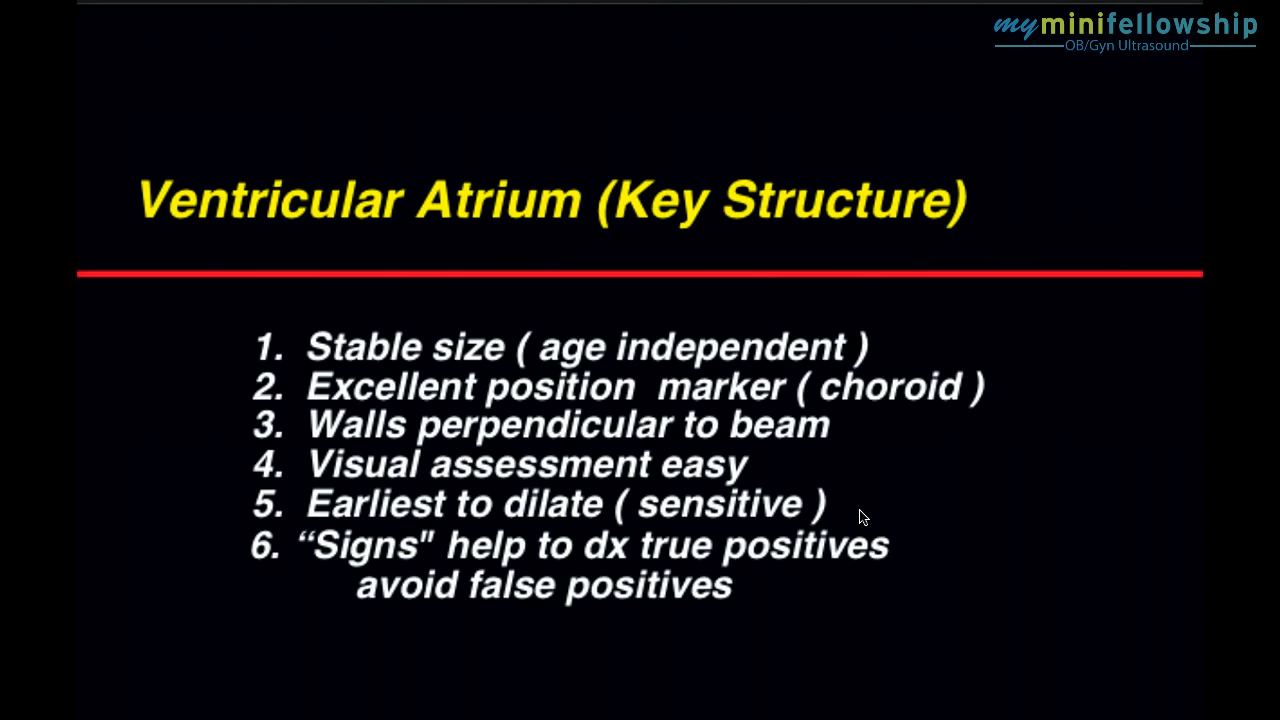 myminifellowship
OB/Gyn Ultrasound
Ventricular Atrium (Key Structure)
1. Stable size ( age independent )
2. Excellent position marker ( choroid )
3. Walls perpendicular to beam
4. Visual assessment easy
5. Earliest to dilate ( sensitive )
6. “Signs" help to dx true positives
avoid false positives